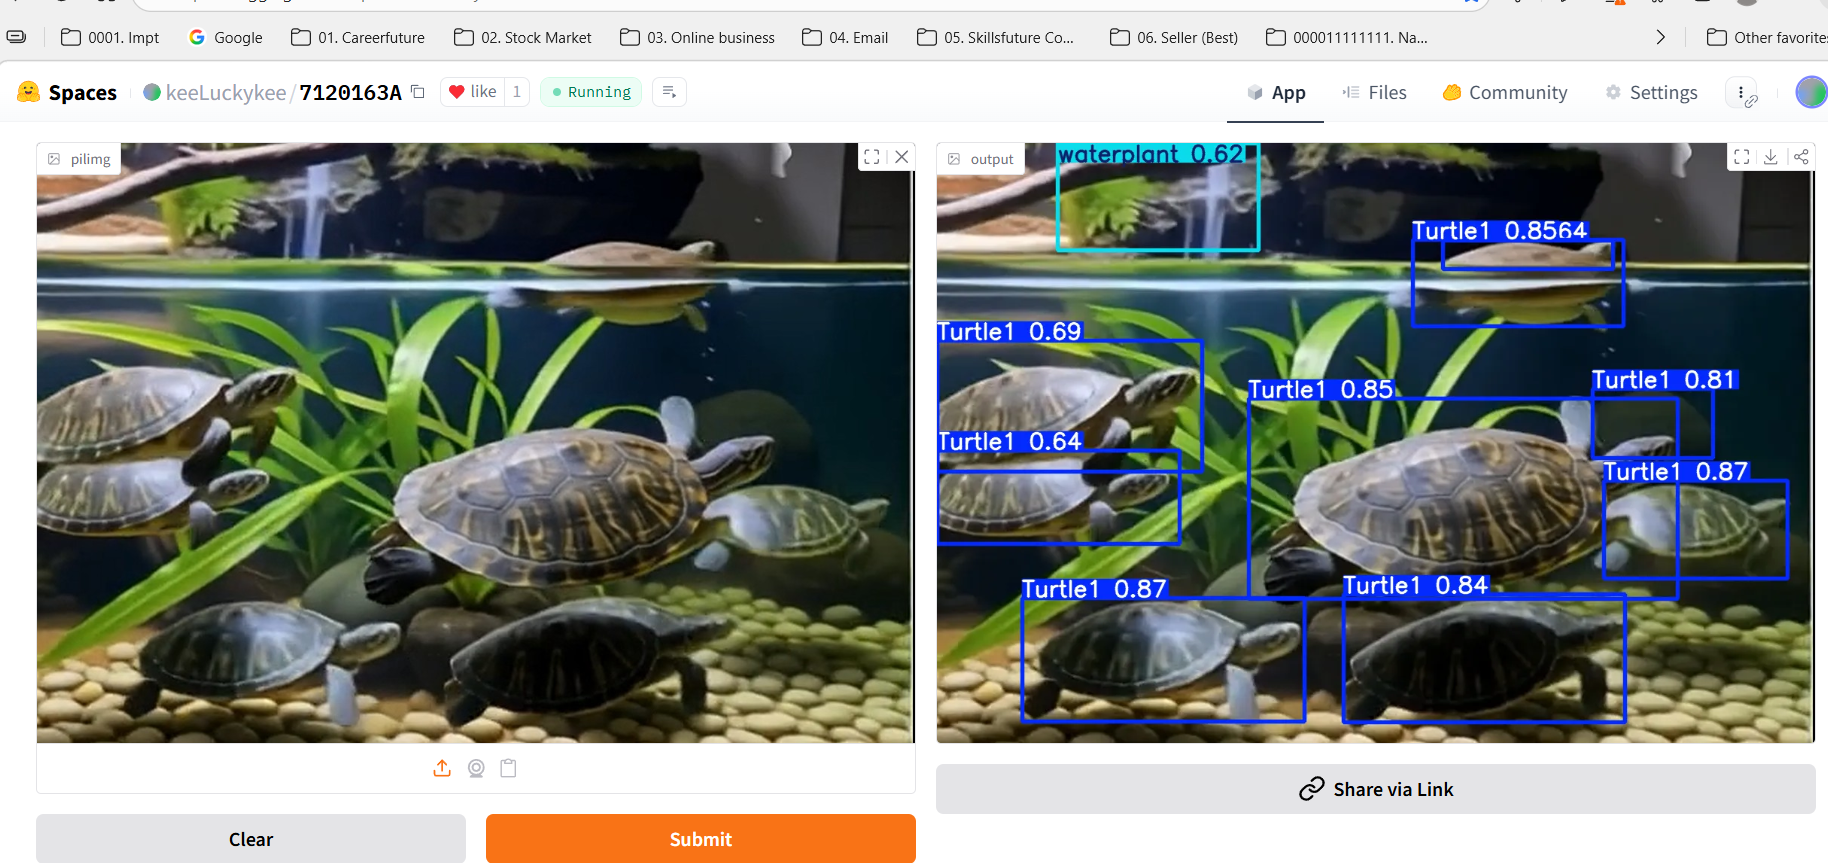 0001. Impt
Google
01. Careerfuture
02. Stock Market
03. Online business
04. Email
05. Skillsfuture Co...
06. Seller (Best)
000011111111. Na...
Other favorites
Spaces
keeLuckykee/7120163A
like 1
Running
App
Files
Community
Settings
pilimg
output
waterplant 0.62
Turtle1 0.8564
Turtle1 0.69
Turtle1 0.81
Turtle1 0.85
Turtle1 0.64
Turtle1 0.87
Turtle1 0.87
Turtle1 0.84
Share via Link
Clear
Submit